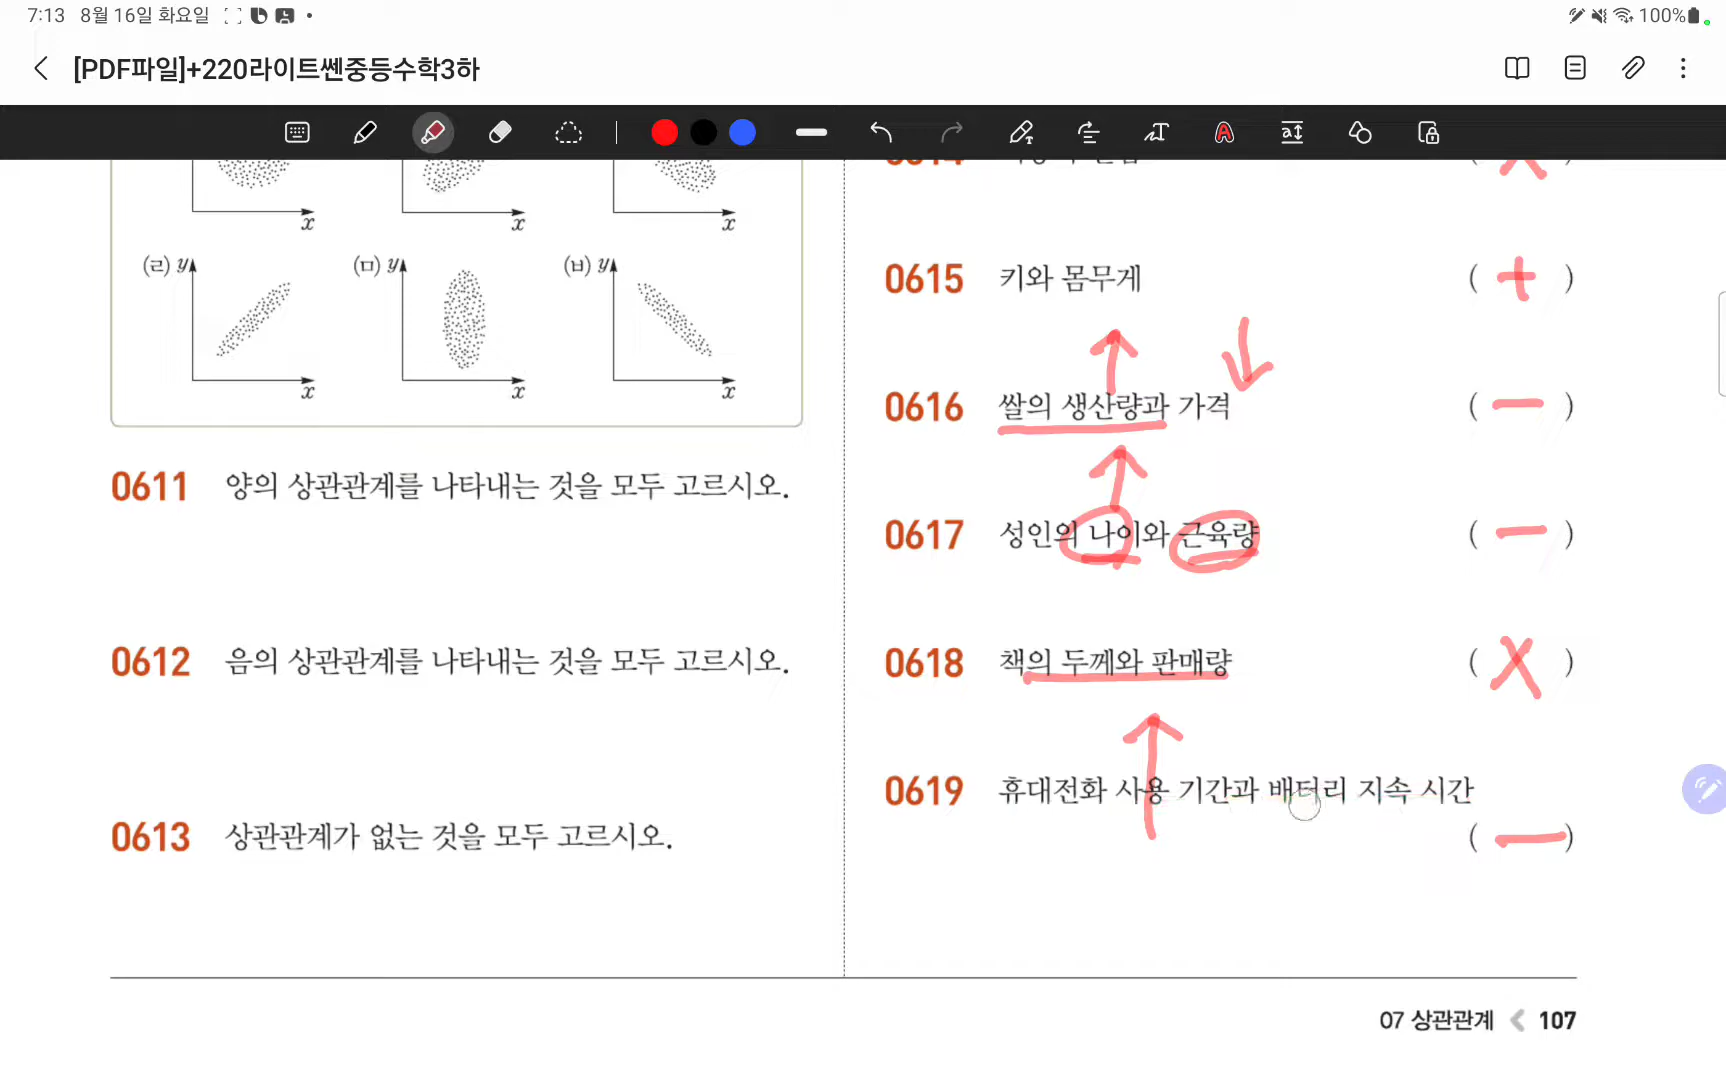 7:13 8월 16일 화요일
100%
[PDF파일]+220라이트쎈중등수학3하
x
x
x
(ㄹ) y
x
(ㅁ) y
x
(ㅂ) y
x
0611 양의 상관관계를 나타내는 것을 모두 고르시오.
0612 음의 상관관계를 나타내는 것을 모두 고르시오.
0613 상관관계가 없는 것을 모두 고르시오.
( X )
0615 키와 몸무게 ( + )
0616 쌀의 생산량과 가격 ( − )
0617 성인의 나이와 근육량 ( − )
0618 책의 두께와 판매량 ( X )
0619 휴대전화 사용 기간과 배터리 지속 시간
( − )
07 상관관계 107